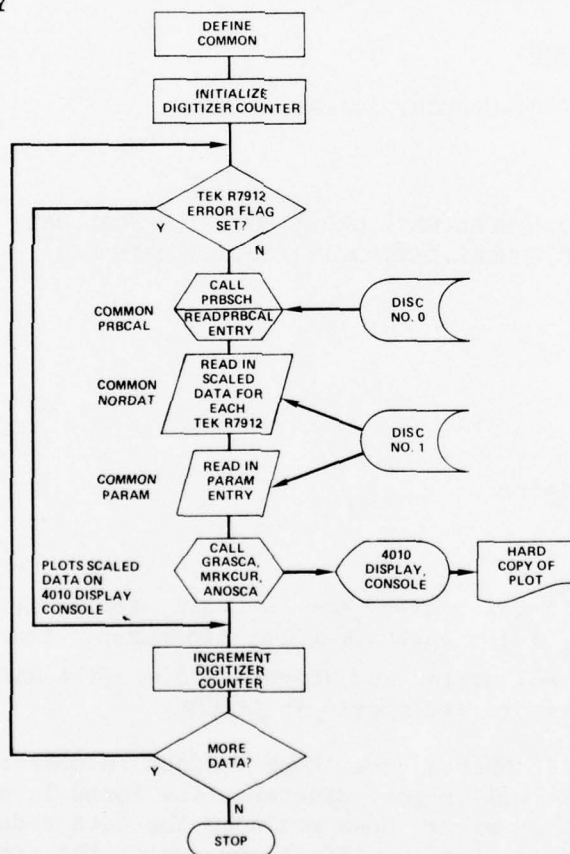 DEFINE
COMMON
INITIALIZE
DIGITIZER COUNTER
TEK R7912
ERROR FLAG
SET?
Y
N
COMMON
PRBCAL
CALL
PRBSCH
READPRBCAL
ENTRY
DISC
NO. 0
COMMON
NORDAT
READ IN
SCALED
DATA FOR
EACH
TEK R7912
DISC
NO. 1
COMMON
PARAM
READ IN
PARAM
ENTRY
CALL
GRASCA,
MRKCUR,
ANOSCA
4010
DISPLAY,
CONSOLE
HARD
COPY OF
PLOT
PLOTS SCALED
DATA ON
4010 DISPLAY
CONSOLE
INCREMENT
DIGITIZER
COUNTER
MORE
DATA?
Y
N
STOP